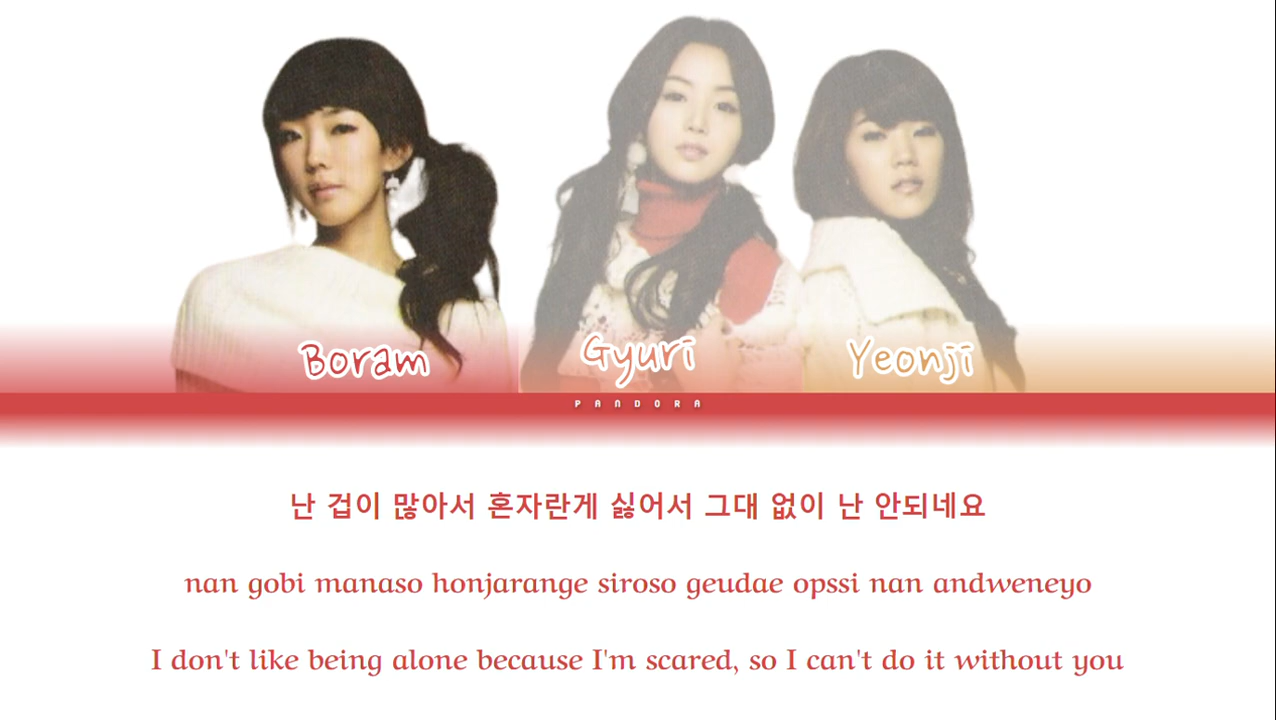 Boram
Gyuri
Yeonji
PANDORA
난 겁이 많아서 혼자란게 싫어서 그대 없이 난 안되네요
nan gobi manaso honjarange siroso geudae opssi nan andweneyo
I don't like being alone because I'm scared, so I can't do it without you